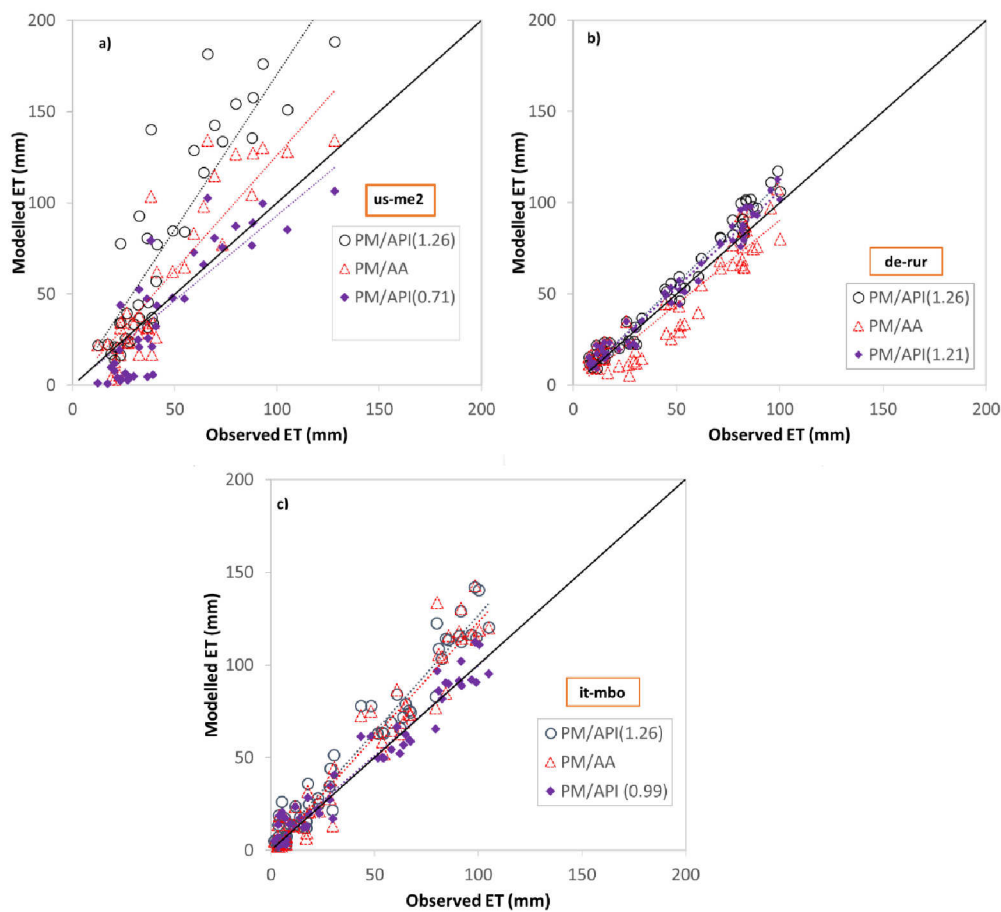 200
150
100
50
0
Modelled ET (mm)
a)
us-me2
PM/API(1.26)
PM/AA
PM/API(0.71)
0
50
100
150
200
Observed ET (mm)
200
150
100
50
0
Modelled ET (mm)
b)
de-rur
PM/API(1.26)
PM/AA
PM/API(1.21)
0
50
100
150
200
Observed ET (mm)
200
150
100
50
0
Modelled ET (mm)
c)
it-mbo
PM/API(1.26)
PM/AA
PM/API (0.99)
0
50
100
150
200
Observed ET (mm)